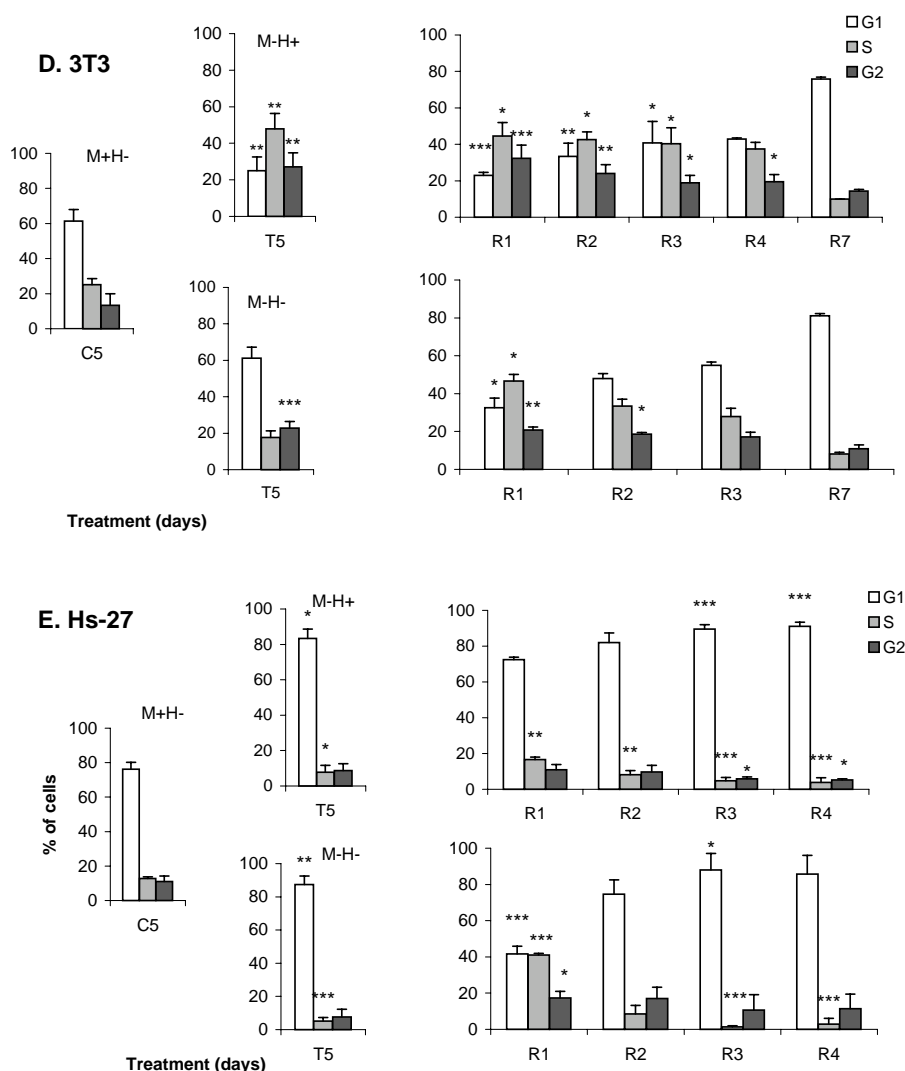 D. 3T3
M+H-
80
60
40
20
0
C5
M-H+
100
80
60
40
20
0
** ** **
T5
M-H-
100
80
60
40
20
0
***
T5
Treatment (days)
G1
S
G2
100
80
60
40
20
0
*** * *** ** * ** * * * *
R1 R2 R3 R4 R7
100
80
60
40
20
0
* * ** *
R1 R2 R3 R7
E. Hs-27
% of cells
M+H-
80
60
40
20
0
C5
M-H+
100
80
60
40
20
0
* *
T5
M-H-
100
80
60
40
20
0
** ***
T5
Treatment (days)
G1
S
G2
100
80
60
40
20
0
** ** *** *** * *** *** *
R1 R2 R3 R4
100
80
60
40
20
0
*** *** * * *** ***
R1 R2 R3 R4